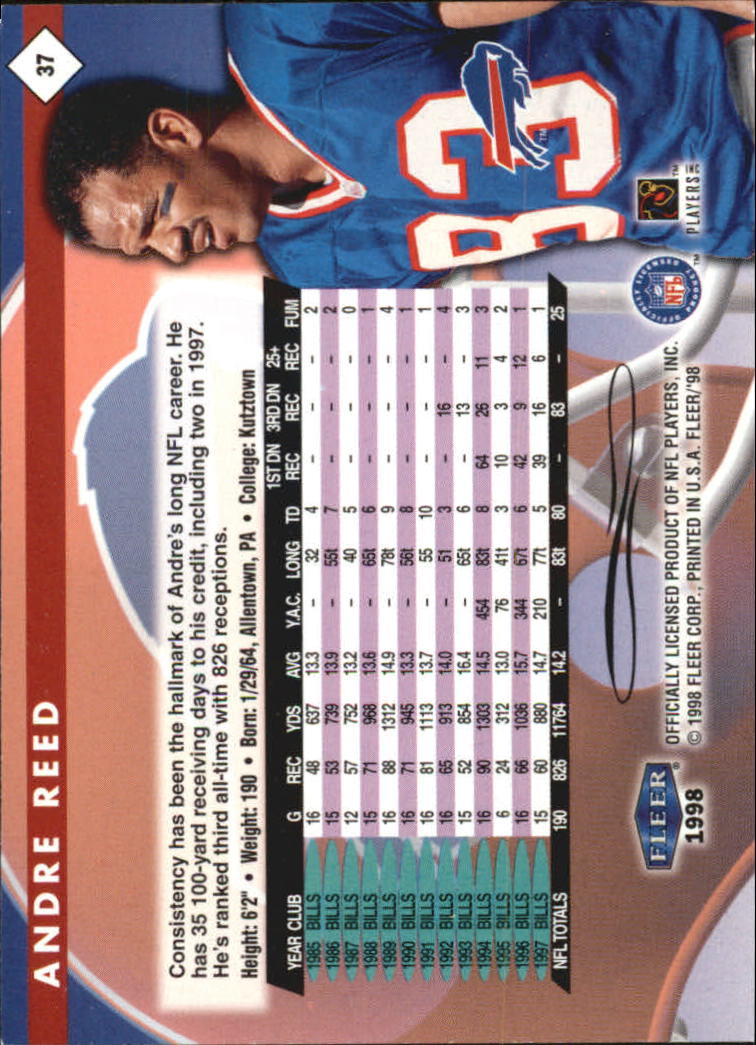 37
ANDRE REED
Consistency has been the hallmark of Andre's long NFL career. He
has 35 100-yard receiving days to his credit, including two in 1997.
He's ranked third all-time with 826 receptions.
Height: 6'2" • Weight: 190 • Born: 1/29/64, Allentown, PA • College: Kutztown
1ST DN 3RD DN 25+
YEAR CLUB G REC YDS AVG Y.A.C. LONG TD REC REC REC FUM
1985 BILLS 16 48 637 13.3 – 32 4 – – – 2
1986 BILLS 15 53 739 13.9 – 55t 7 – – – 2
1987 BILLS 12 57 752 13.2 – 40 5 – – – 0
1988 BILLS 15 71 968 13.6 – 65t 6 – – – 1
1989 BILLS 16 88 1312 14.9 – 78t 9 – – – 4
1990 BILLS 16 71 945 13.3 – 56t 8 – – – 1
1991 BILLS 16 81 1113 13.7 – 55 10 – – – 1
1992 BILLS 16 65 913 14.0 – 51 3 – 16 – 4
1993 BILLS 15 52 854 16.4 – 65t 6 – 13 – 3
1994 BILLS 16 90 1303 14.5 454 83t 8 64 26 11 3
1995 BILLS 6 24 312 13.0 76 41t 3 10 3 4 2
1996 BILLS 16 66 1036 15.7 344 67t 6 42 9 12 1
1997 BILLS 15 60 880 14.7 210 77t 5 39 16 6 1
NFL TOTALS 190 826 11764 14.2 – 83t 80 – 83 – 25
83
TM
FLEER®
1998
OFFICIALLY LICENSED PRODUCT OF NFL PLAYERS, INC.
© 1998 FLEER CORP., PRINTED IN U.S.A. FLEER/'98
OFFICIALLY LICENSED PRODUCT
NFL
TM
PLAYERS INC
TM